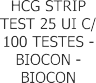 HCG STRIP
TEST 25 UI C/
100 TESTES -
BIOCON -
BIOCON